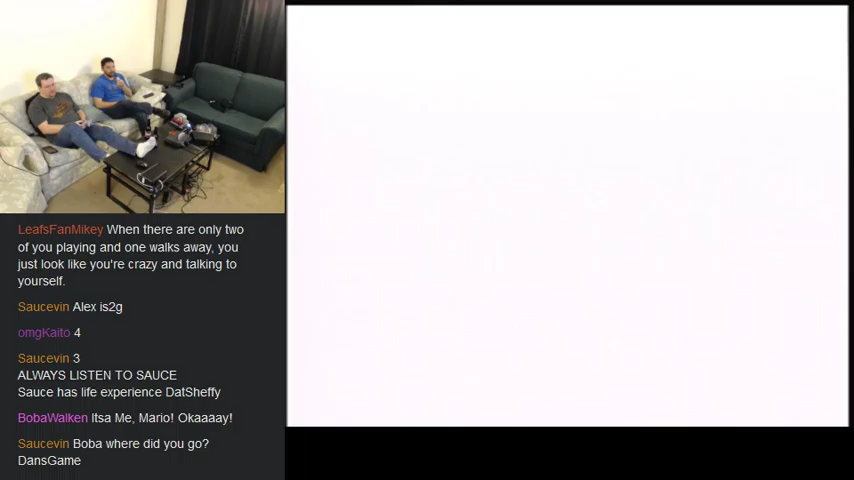 LeafsFanMikey When there are only two
of you playing and one walks away, you
just look like you're crazy and talking to
yourself.
Saucevin Alex is2g
omgKaito 4
Saucevin 3
ALWAYS LISTEN TO SAUCE
Sauce has life experience DatSheffy
BobaWalken Itsa Me, Mario! Okaaaay!
Saucevin Boba where did you go?
DansGame